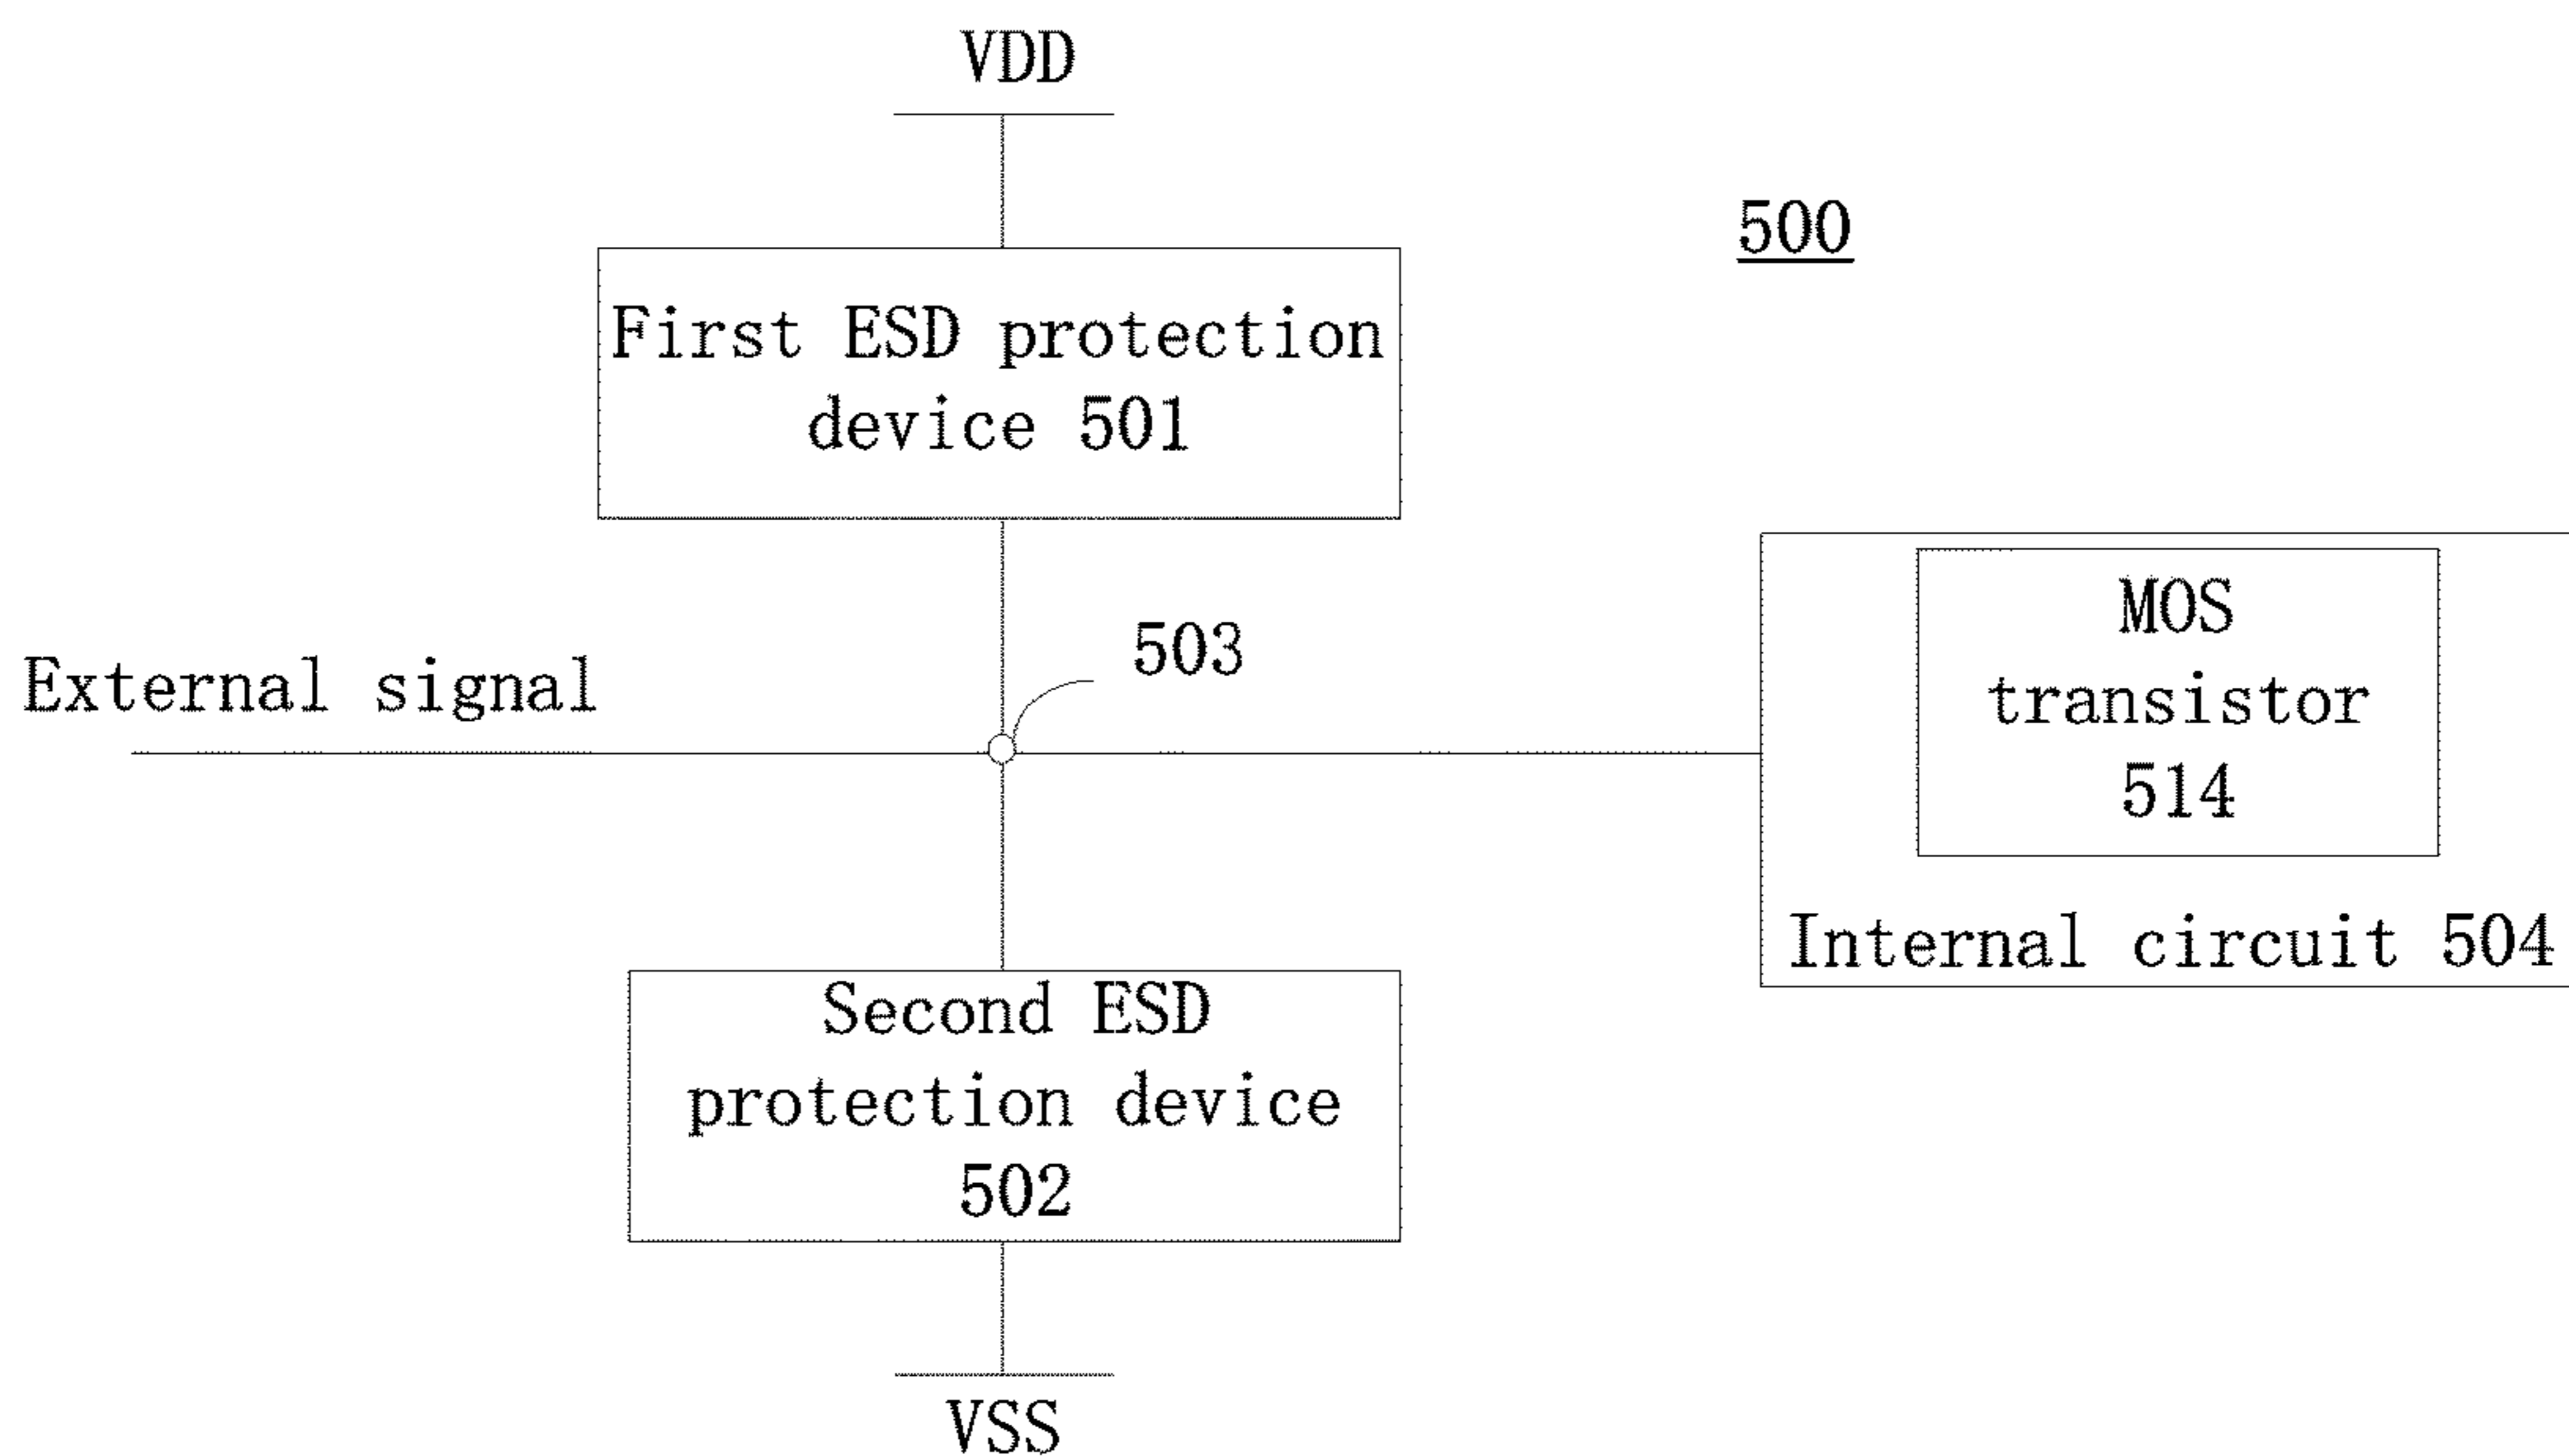 VDD
500
First ESD protection
device 501
MOS
transistor
514
503
External signal
Internal circuit 504
Second ESD
protection device
502
VSS